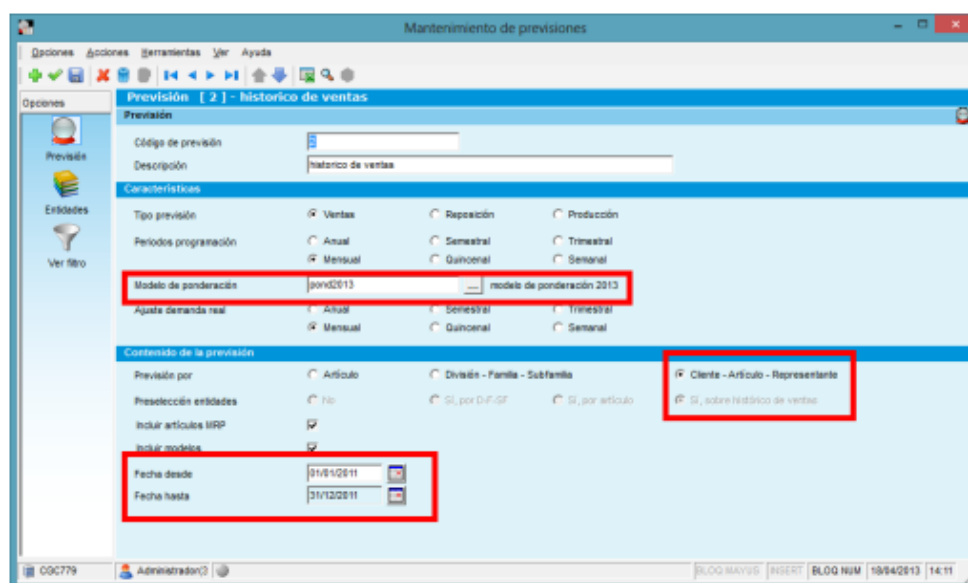 Mantenimiento de previsiones
Opciones Acciones Herramientas Ver Ayuda
Opciones
Previsión [ 2 ] - historico de ventas
Previsión
Código de previsión 2
Previsión
Descripción historico de ventas
Características
Entidades
Tipo previsión Ventas Reposición Producción
Periodos programación Anual Semestral Trimestral
Ver filtro
Mensual Quincenal Semanal
Modelo de ponderación pond2013 ... modelo de ponderación 2013
Ajuste demanda real Anual Semestral Trimestral
Mensual Quincenal Semanal
Contenido de la previsión
Previsión por Artículo División - Familia - Subfamilia Cliente - Artículo - Representante
Preselección entidades No Sí, por D-F-SF Sí, por artículo Sí, sobre histórico de ventas
Incluir artículos MRP
Incluir modelos
Fecha desde 01/01/2011
Fecha hasta 31/12/2011
CGC779 Administrador(3 BLOQ MAYUS INSERT BLOQ NUM 18/04/2013 14:11